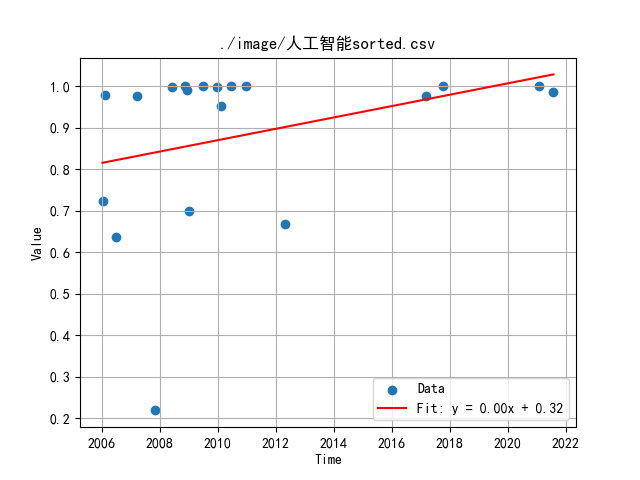 ./image/人工智能sorted.csv
1.0
0.9
0.8
0.7
0.6
0.5
0.4
0.3
0.2
Value
2006 2008 2010 2012 2014 2016 2018 2020 2022
Time
Data
Fit: y = 0.00x + 0.32